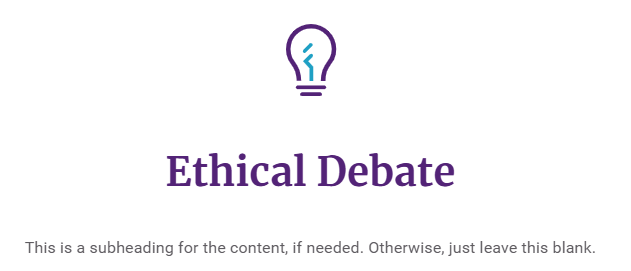 Ethical Debate
This is a subheading for the content, if needed. Otherwise, just leave this blank.